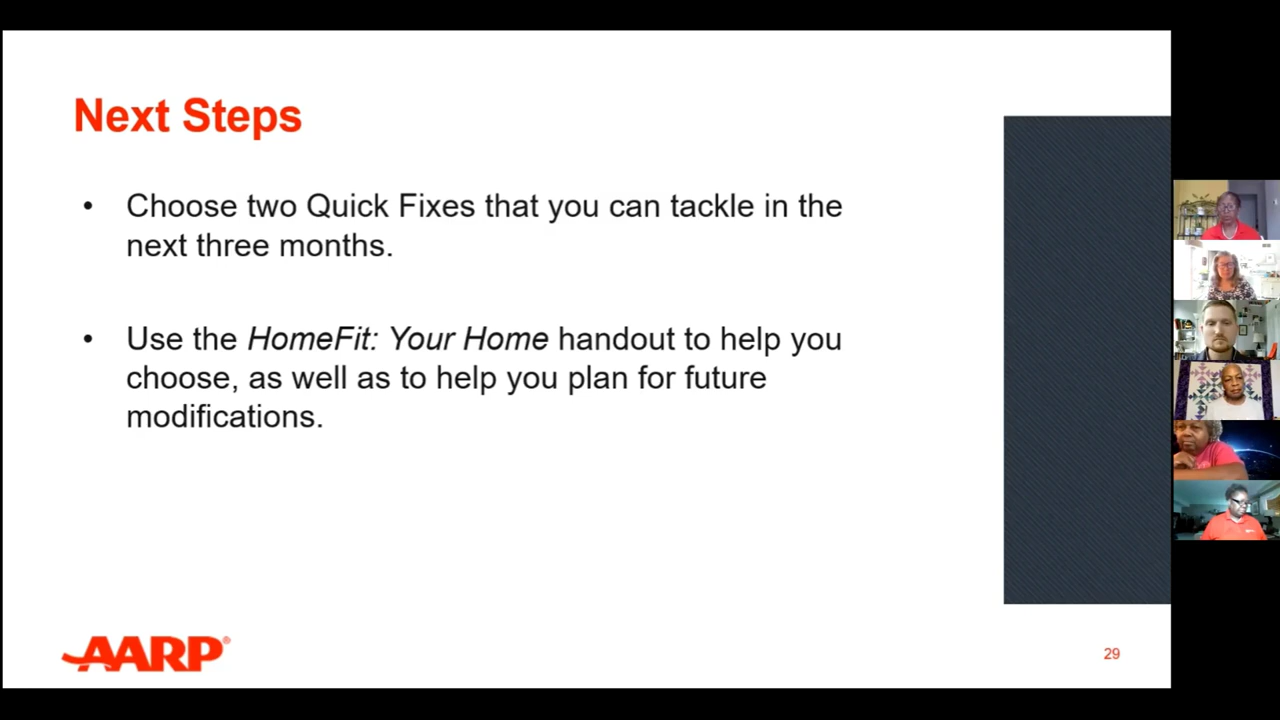 Next Steps
• Choose two Quick Fixes that you can tackle in the
next three months.
• Use the HomeFit: Your Home handout to help you
choose, as well as to help you plan for future
modifications.
AARP®
29